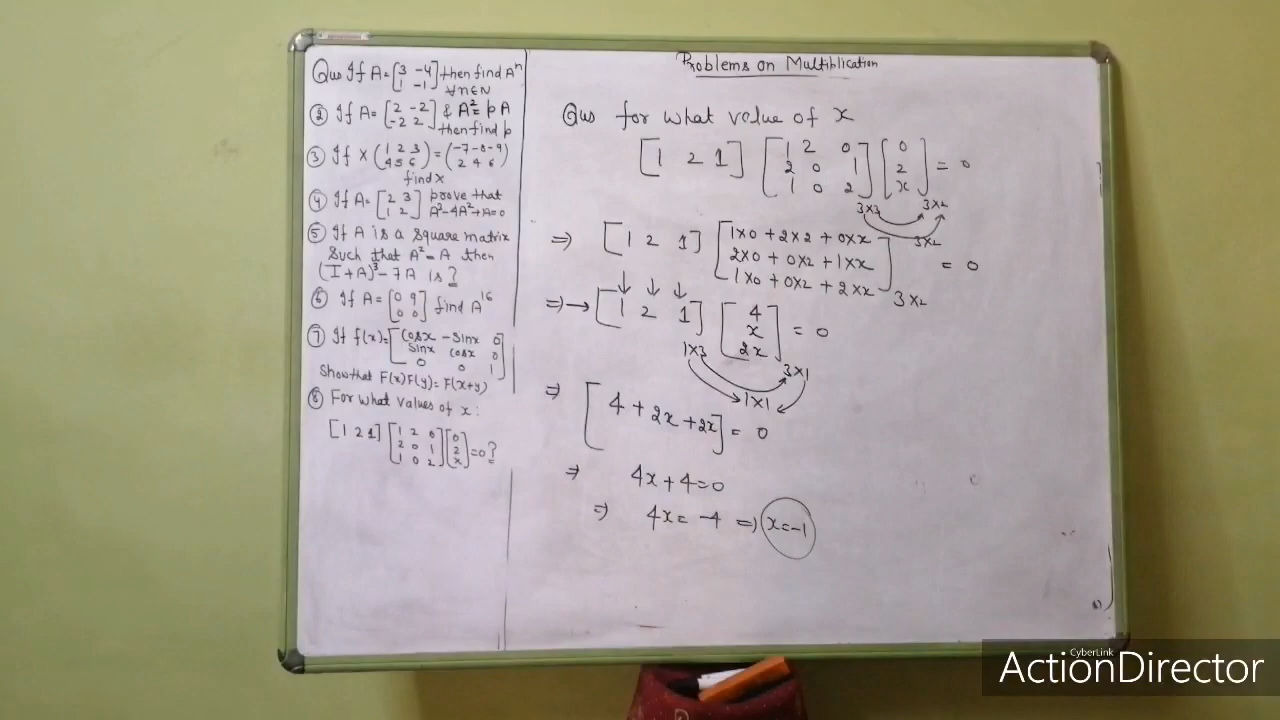 Problems on Multiplication
Que If A = [3 -4] then find Aⁿ
[1 -1] ∀ n∈N
② If A = [2 -2] & A² = pA
[-2 2] then find p
③ If X (1 2 3) = (-7 -8 -9)
(4 5 6) (2 4 6)
find X
④ If A = [2 3] prove that
[1 2] A³-4A²+A=0
⑤ If A is a square matrix
Such that A² = A then
(I+A)³ - 7A is ?
⑥ If A = [0 9] find A¹⁶
[0 0]
⑦ If f(x) = [cosx -sinx 0]
[sinx cosx 0]
[0 0 1]
Show that F(x)F(y) = F(x+y)
⑧ For what values of x:
[1 2 1] [1 2 0] [0]
[2 0 1] [2] = 0 ?
[1 0 2] [x]
Que for what value of x
[1 2 1] [1 2 0] [0]
[2 0 1] [2] = 0
[1 0 2] [x]
3×3 3×2
3×2
⇒ [1 2 1] [1×0 + 2×2 + 0×x]
[2×0 + 0×2 + 1×x] = 0
[1×0 + 0×2 + 2×x] 3×2
⇒ → [1 2 1] [4]
[x] = 0
[2x]
1×3 3×1
1×1
⇒ [4 + 2x + 2x] = 0
⇒ 4x + 4 = 0
⇒ 4x = -4 ⇒ x = -1
CyberLink
ActionDirector